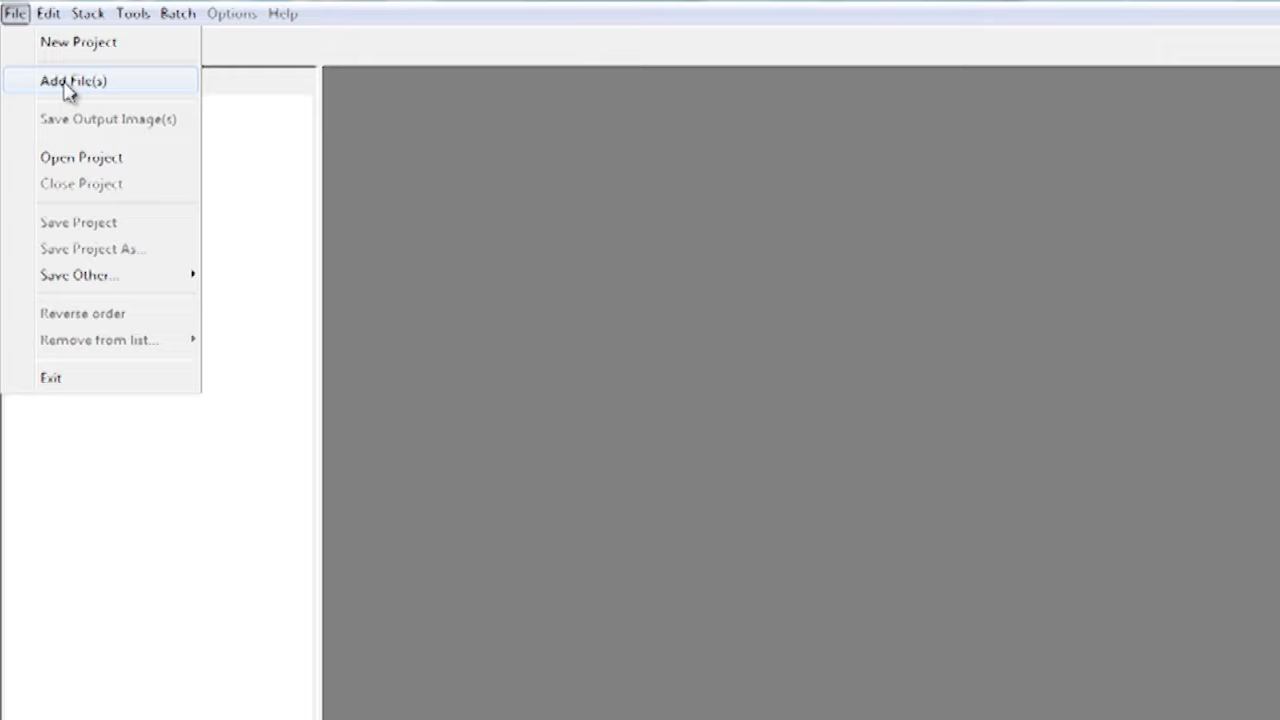 File Edit Stack Tools Batch Options Help
New Project
Add File(s)
Save Output Image(s)
Open Project
Close Project
Save Project
Save Project As...
Save Other...
Reverse order
Remove from list...
Exit